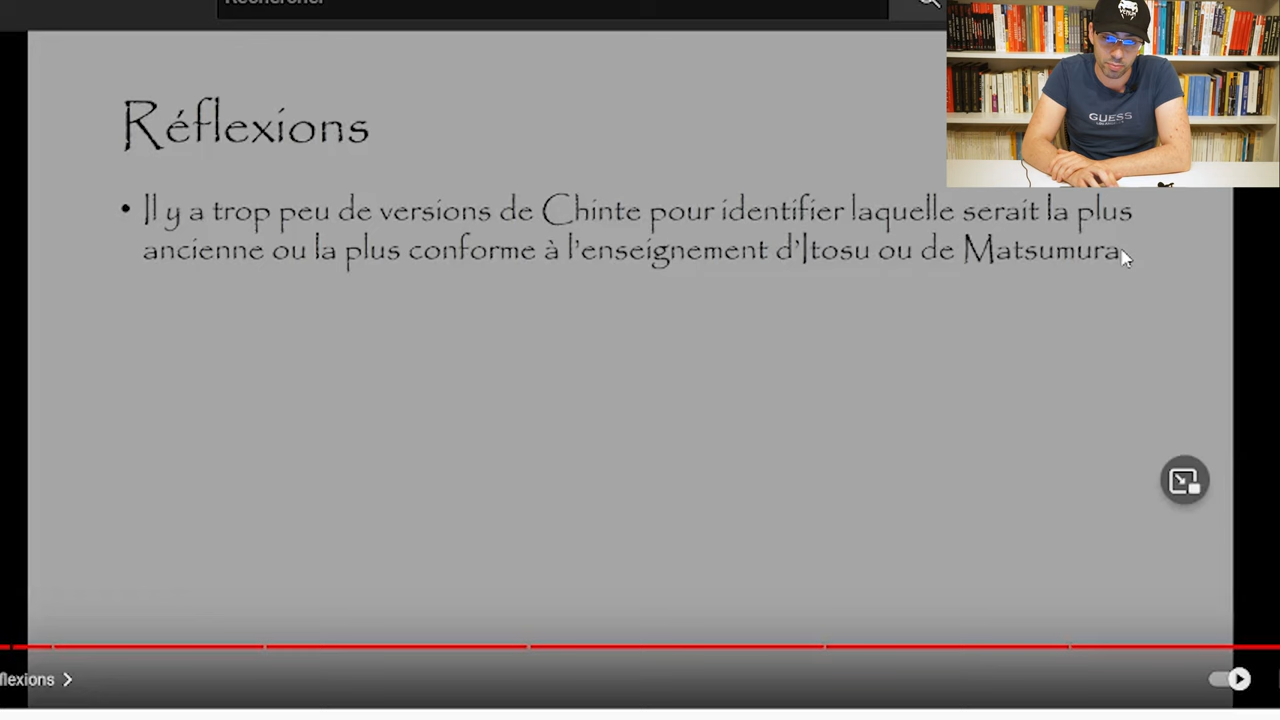 Réflexions
• Il y a trop peu de versions de Chinte pour identifier laquelle serait la plus
ancienne ou la plus conforme à l'enseignement d'Itosu ou de Matsumura.
GUESS
flexions